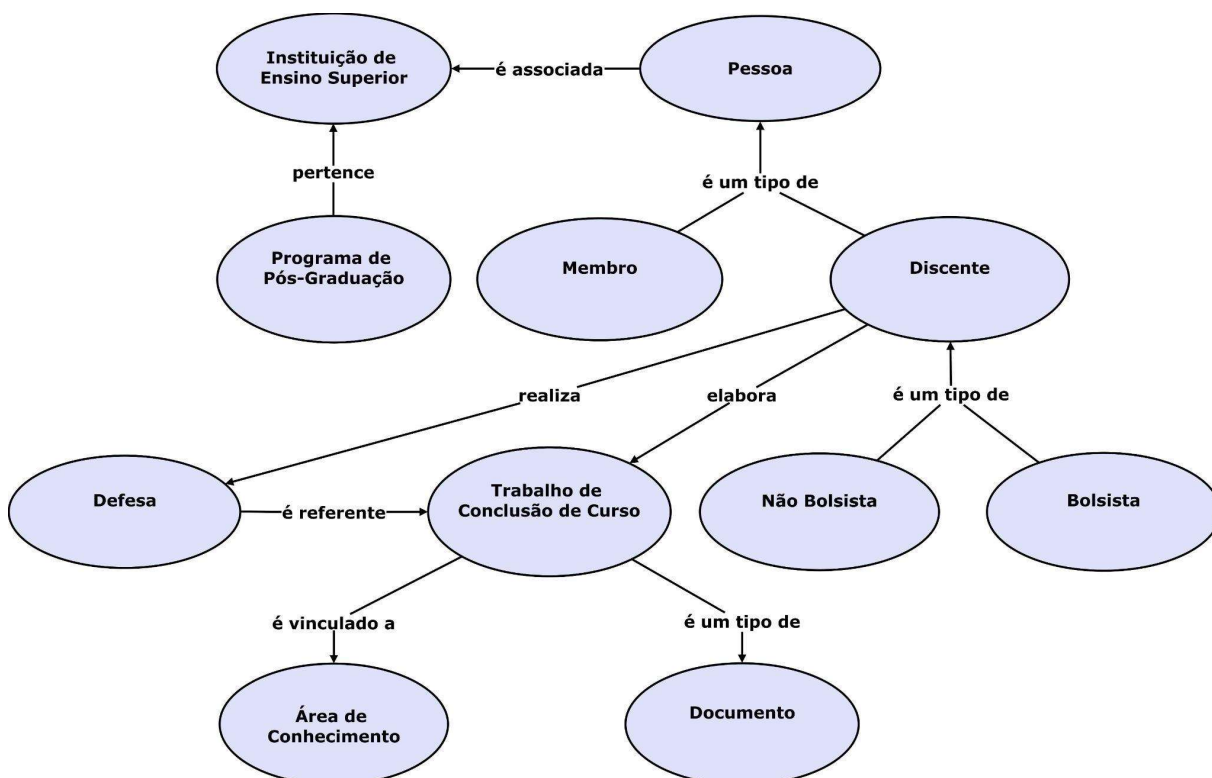 Instituição de
Ensino Superior
é associada
Pessoa
pertence
é um tipo de
Programa de
Pós-Graduação
Membro
Discente
realiza
elabora
é um tipo de
Defesa
é referente
Trabalho de
Conclusão de Curso
Não Bolsista
Bolsista
é vinculado a
é um tipo de
Área de
Conhecimento
Documento